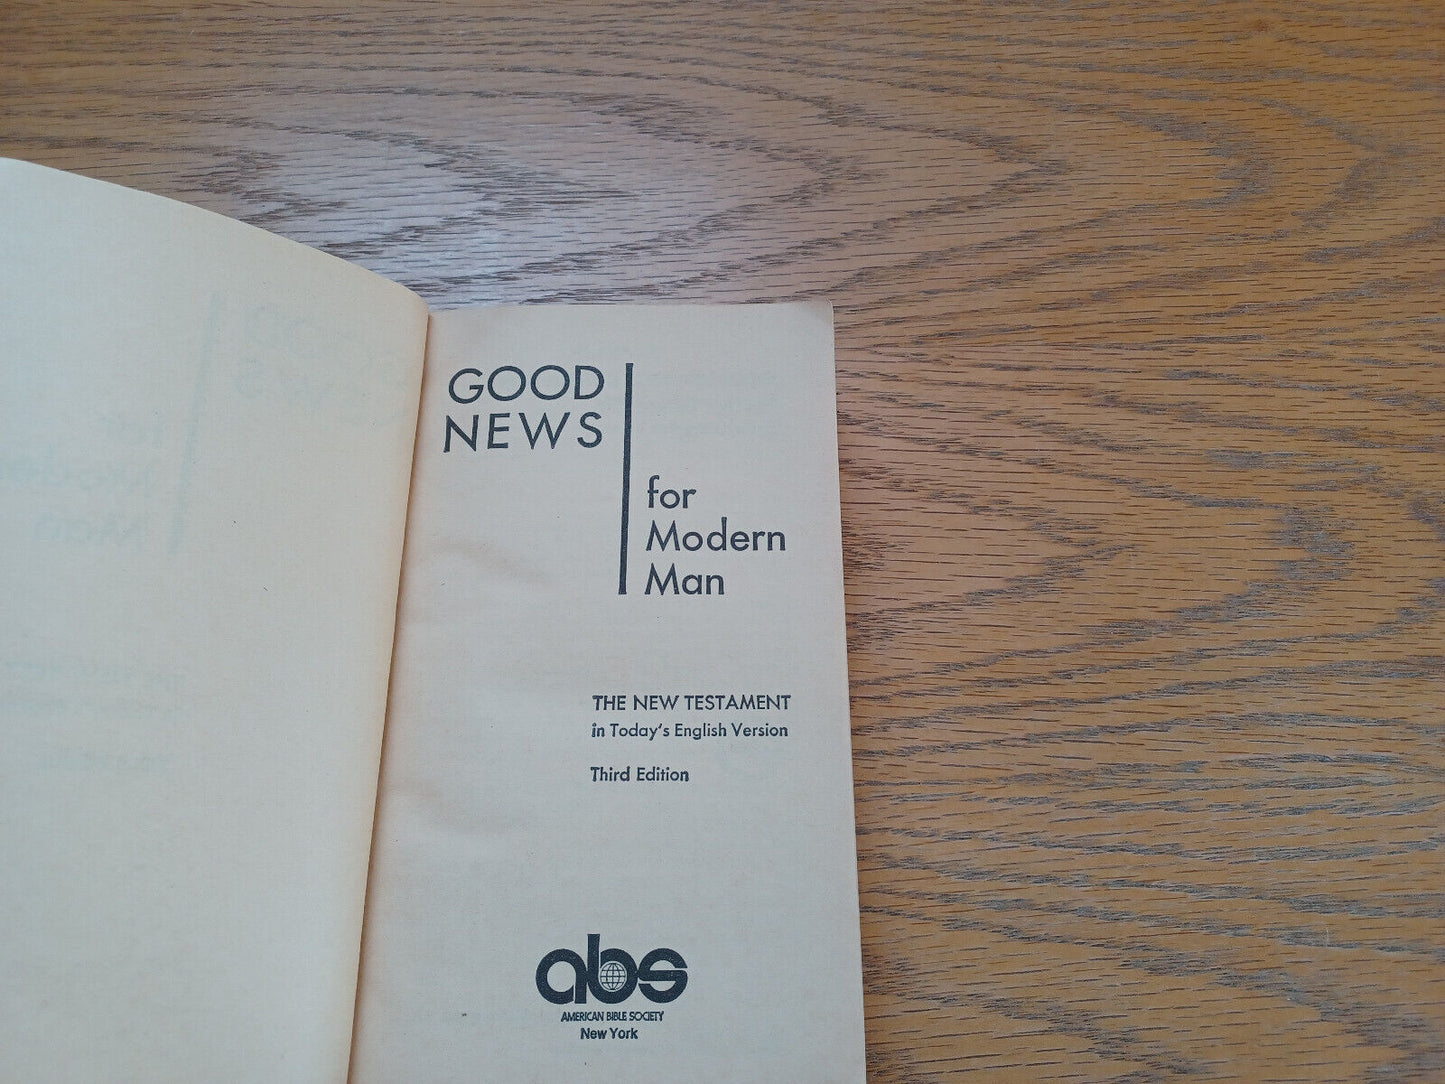 GOOD
NEWS
for
Modern
Man
THE NEW TESTAMENT
in Today's English Version
Third Edition
abs
AMERICAN BIBLE SOCIETY
New York